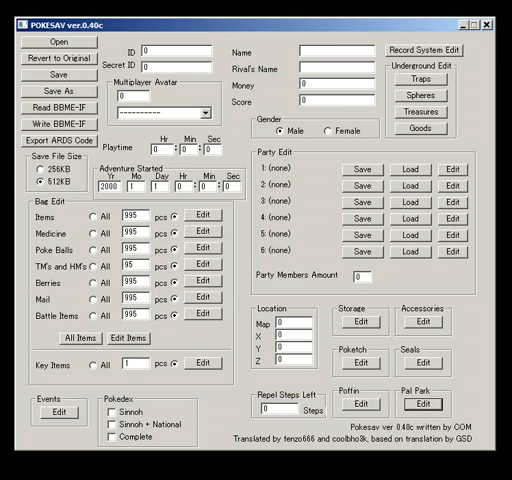 POKESAV ver.0.40c
Open
Revert to Original
Save
Save As
Read BBME-IF
Write BBME-IF
Export ARDS Code
ID 0
Secret ID 0
Multiplayer Avatar
0
----------
Playtime
Hr Min Sec
0 : 0 : 0
Name
Rival's Name
Money 0
Score 0
Gender
Male Female
Record System Edit
Underground Edit
Traps
Spheres
Treasures
Goods
Save File Size
256KB
512KB
Adventure Started
Yr Mo Day Hr Min Sec
2000 1 1 0 : 0 : 0
Bag Edit
Items All 995 pcs Edit
Medicine All 995 pcs Edit
Poke Balls All 995 pcs Edit
TM's and HM's All 95 pcs Edit
Berries All 995 pcs Edit
Mail All 995 pcs Edit
Battle Items All 995 pcs Edit
All Items Edit Items
Key Items All 1 pcs Edit
Party Edit
1: (none) Save Load Edit
2: (none) Save Load Edit
3: (none) Save Load Edit
4: (none) Save Load Edit
5: (none) Save Load Edit
6: (none) Save Load Edit
Party Members Amount 0
Location
Map 0
X 0
Y 0
Z 0
Storage
Edit
Accessories
Edit
Poketch
Edit
Seals
Edit
Events
Edit
Pokedex
Sinnoh
Sinnoh + National
Complete
Repel Steps Left
0 Steps
Poffin
Edit
Pal Park
Edit
Pokesav ver 0.40c written by COM
Translated by fenzo666 and coolbho3k, based on translation by GSD